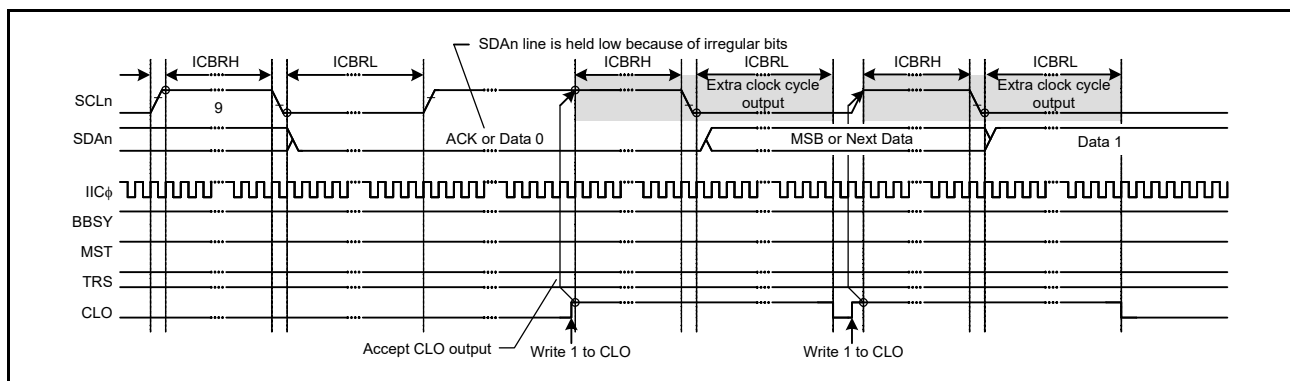 SDAn line is held low because of irregular bits
ICBRH
ICBRL
ICBRH
ICBRL
ICBRH
ICBRL
SCLn
9
Extra clock cycle
output
Extra clock cycle
output
SDAn
ACK or Data 0
MSB or Next Data
Data 1
IICϕ
BBSY
MST
TRS
CLO
Accept CLO output
Write 1 to CLO
Write 1 to CLO